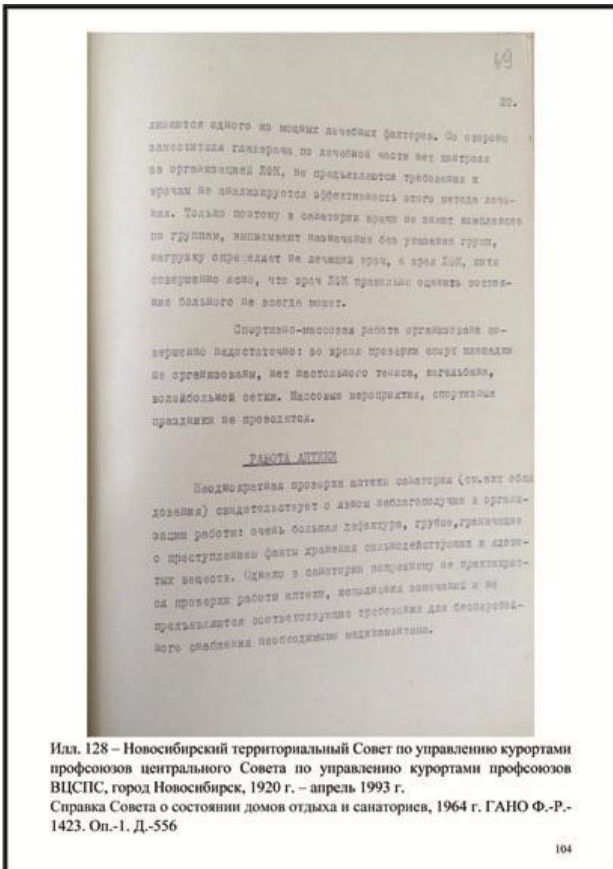 69
20.
лишаются одного из мощных лечебных факторов. Со стороны
заместителя главврача по лечебной части нет контроля
за организацией ЛФК, не предъявляются требования к
врачам не анализируется эффективность этого метода лече-
ния. Только поэтому в санатории врачи не знают комплексов
по группам, выписывают назначение без указания групп,
нагрузку определяет не лечащий врач, а врач ЛФК, хотя
совершенно ясно, что врач ЛФК правильно оценить состоя-
ние больного не всегда может.
Спортивно-массовая работа организована со-
вершенно недостаточно: во время проверки спорт площадки
не организованы, нет настольного тениса, кегельбана,
волейбольной сетки. Массовые мероприятия, спортивные
праздники не проводятся.
РАБОТА АПТЕКИ
Неоднократная проверка аптеки санатория (см.акт обсле
дования) свидетельствует о явном неблагополучии в органи-
зации работы: очень большая дефектура, грубые,граничащие
с преступлением факты хранения сильнодействующих и ядови-
тых веществ. Однако в санатории попрежнему не практикует-
ся проверки работы аптеки, исполнения замечаний и не
предъявляются соответствующие требования для бесперебой-
ного снабжения необходимыми медикаментами.
Илл. 128 – Новосибирский территориальный Совет по управлению курортами
профсоюзов центрального Совета по управлению курортами профсоюзов
ВЦСПС, город Новосибирск, 1920 г. – апрель 1993 г.
Справка Совета о состоянии домов отдыха и санаториев, 1964 г. ГАНО Ф.-Р.-
1423. Оп.-1. Д.-556
104